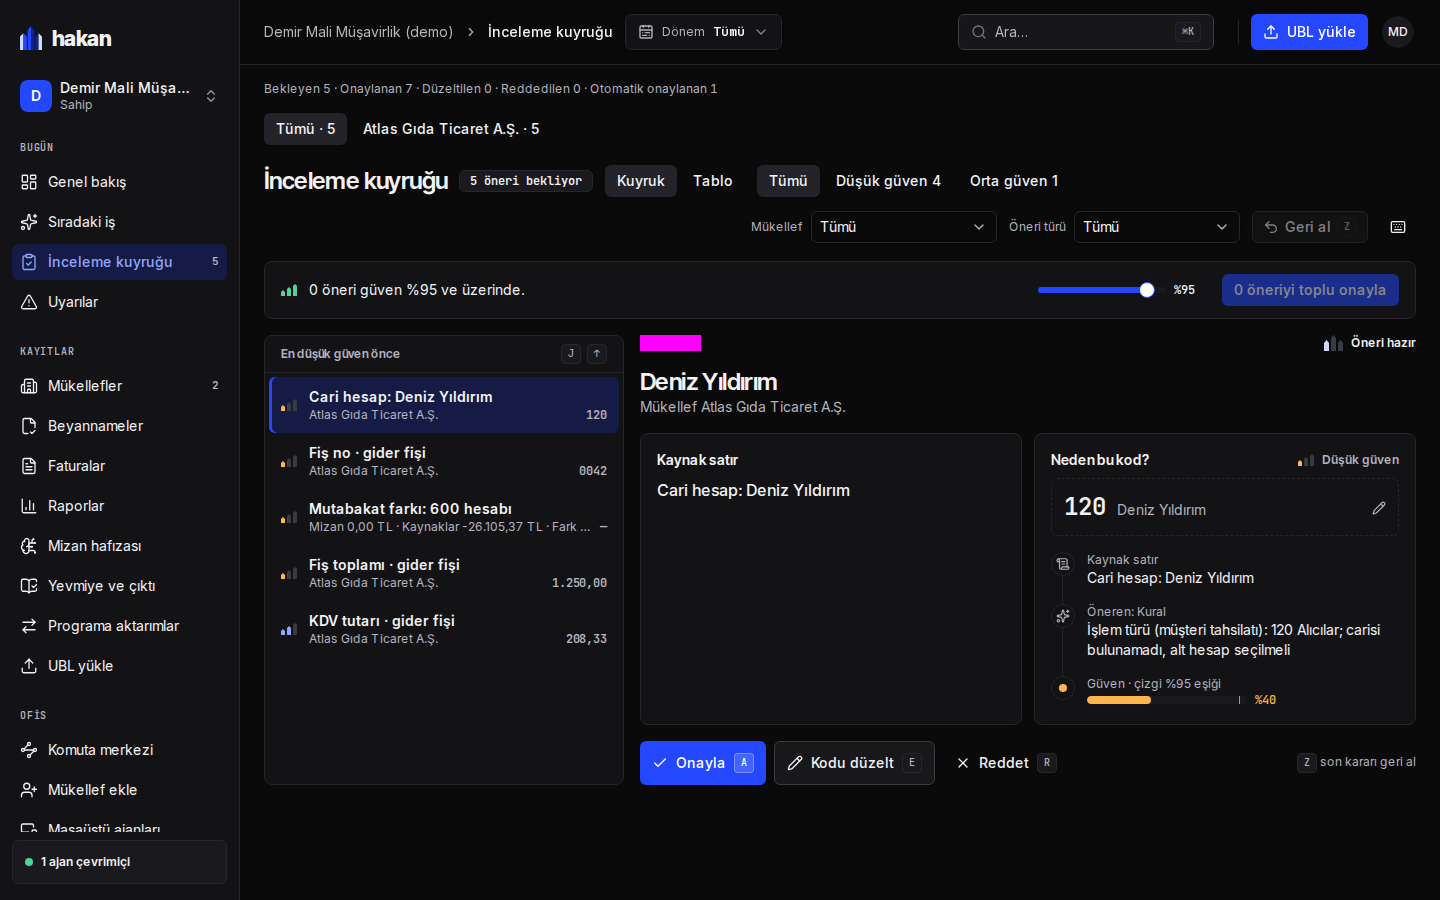 hakan
D
Demir Mali Müşa...
Sahip
BUGÜN
Genel bakış
Sıradaki iş
İnceleme kuyruğu 5
Uyarılar
KAYITLAR
Mükellefler 2
Beyannameler
Faturalar
Raporlar
Mizan hafızası
Yevmiye ve çıktı
Programa aktarımlar
UBL yükle
OFİS
Komuta merkezi
Mükellef ekle
Masaüstü ajanları
1 ajan çevrimiçi
Demir Mali Müşavirlik (demo) > İnceleme kuyruğu
Dönem Tümü
Ara... ⌘K
UBL yükle
MD
Bekleyen 5 · Onaylanan 7 · Düzeltilen 0 · Reddedilen 0 · Otomatik onaylanan 1
Tümü · 5 Atlas Gıda Ticaret A.Ş. · 5
İnceleme kuyruğu 5 öneri bekliyor Kuyruk Tablo Tümü Düşük güven 4 Orta güven 1
Mükellef Tümü Öneri türü Tümü Geri al Z
0 öneri güven %95 ve üzerinde. %95 0 öneriyi toplu onayla
En düşük güven önce J ↑
Cari hesap: Deniz Yıldırım
Atlas Gıda Ticaret A.Ş. 120
Fiş no · gider fişi
Atlas Gıda Ticaret A.Ş. 0042
Mutabakat farkı: 600 hesabı
Mizan 0,00 TL · Kaynaklar -26.105,37 TL · Fark ... —
Fiş toplamı · gider fişi
Atlas Gıda Ticaret A.Ş. 1.250,00
KDV tutarı · gider fişi
Atlas Gıda Ticaret A.Ş. 208,33
Öneri hazır
Deniz Yıldırım
Mükellef Atlas Gıda Ticaret A.Ş.
Kaynak satır
Cari hesap: Deniz Yıldırım
Neden bu kod? Düşük güven
120 Deniz Yıldırım
Kaynak satır
Cari hesap: Deniz Yıldırım
Öneren: Kural
İşlem türü (müşteri tahsilatı): 120 Alıcılar; carisi
bulunamadı, alt hesap seçilmeli
Güven · çizgi %95 eşiği
%40
Onayla A Kodu düzelt E Reddet R Z son kararı geri al